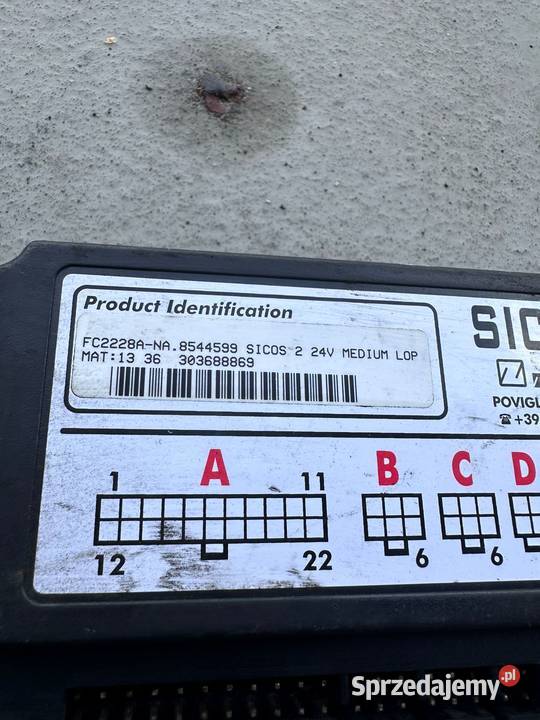 Product Identification
FC2228A-NA.8544599 SICOS 2 24V MEDIUM LOP
MAT:13 36 303688869
SIC
POVIGL
☎+39
A B C D
1 11
12 22 6 6
Sprzedajemy.pl